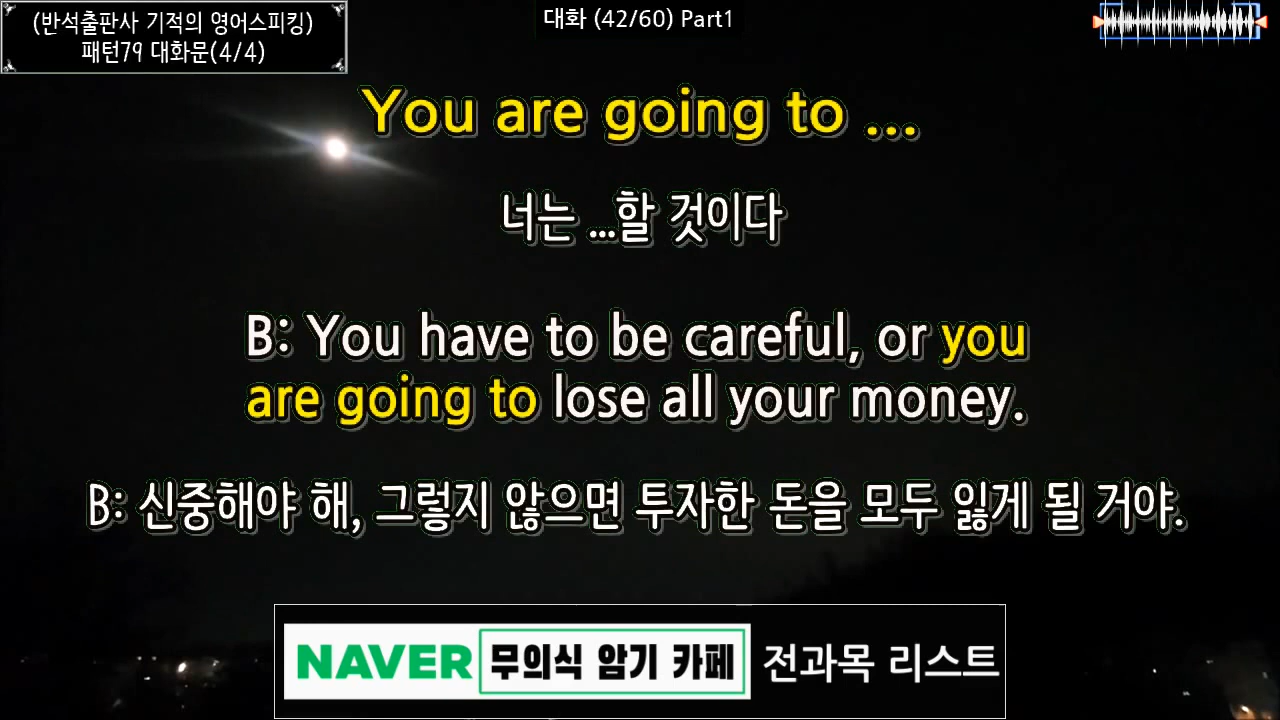 (반석출판사 기적의 영어스피킹)
패턴79 대화문(4/4)
대화 (42/60) Part1
You are going to ...
너는 ...할 것이다
B: You have to be careful, or you
are going to lose all your money.
B: 신중해야 해, 그렇지 않으면 투자한 돈을 모두 잃게 될 거야.
NAVER 무의식 암기 카페 전과목 리스트